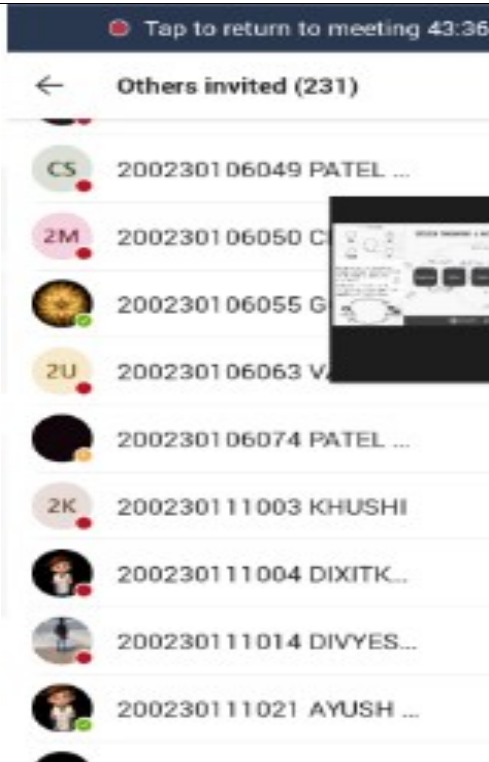 Tap to return to meeting 43:36
Others invited (231)
CS 200230106049 PATEL ...
2M 200230106050 C
200230106055 G
2U 200230106063 V
200230106074 PATEL ...
2K 200230111003 KHUSHI
200230111004 DIXITK...
200230111014 DIVYES...
200230111021 AYUSH ...